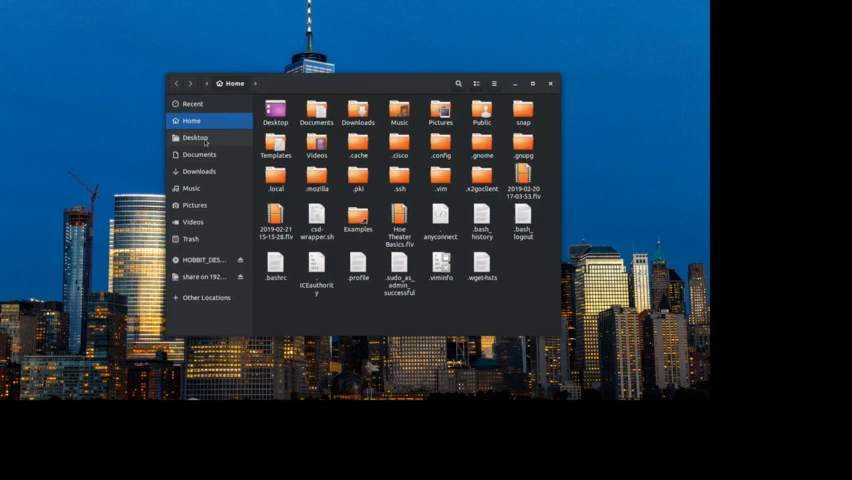 Home
Recent
Home
Desktop
Documents
Downloads
Music
Pictures
Videos
Trash
HOBBIT_DES...
share on 192...
Other Locations
Desktop Documents Downloads Music Pictures Public snap
Templates Videos .cache .cisco .config .gnome .gnupg
.local .mozilla .pki .ssh .vim .x2goclient 2019-02-20
17-03-53.flv
2019-02-21 csd- Examples Hoe . .bash_ .bash_
15-15-28.flv wrapper.sh Theater anyconnect history logout
Basics.flv
.bashrc . .profile .sudo_as_ .viminfo .wget-hsts
ICEauthorit admin_
y successful